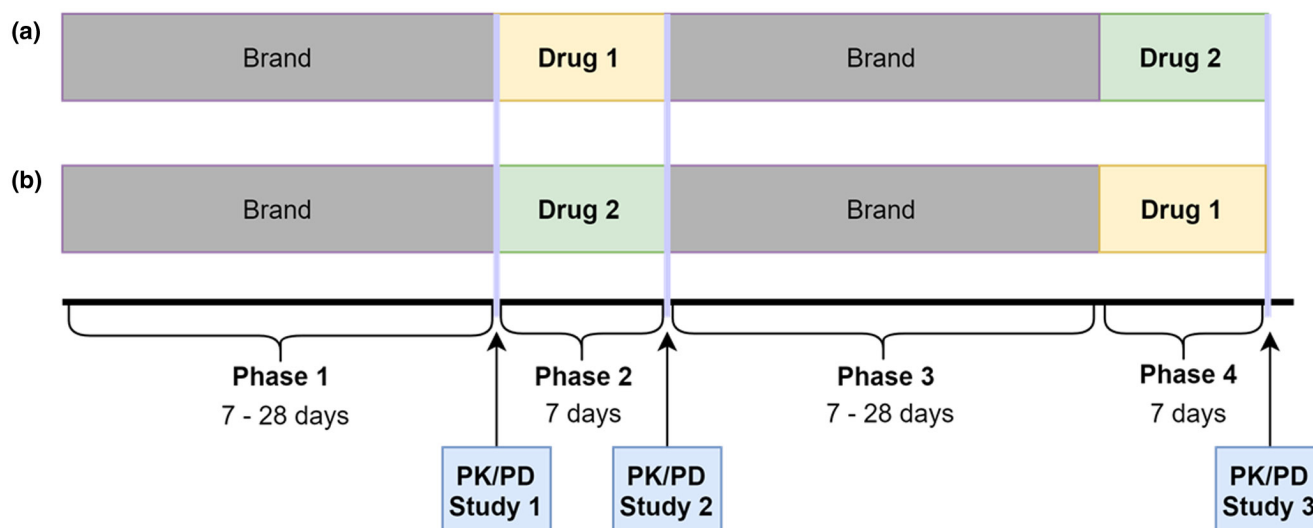 (a)
Brand
Drug 1
Brand
Drug 2
(b)
Brand
Drug 2
Brand
Drug 1
Phase 1
7 - 28 days
Phase 2
7 days
Phase 3
7 - 28 days
Phase 4
7 days
PK/PD
Study 1
PK/PD
Study 2
PK/PD
Study 3